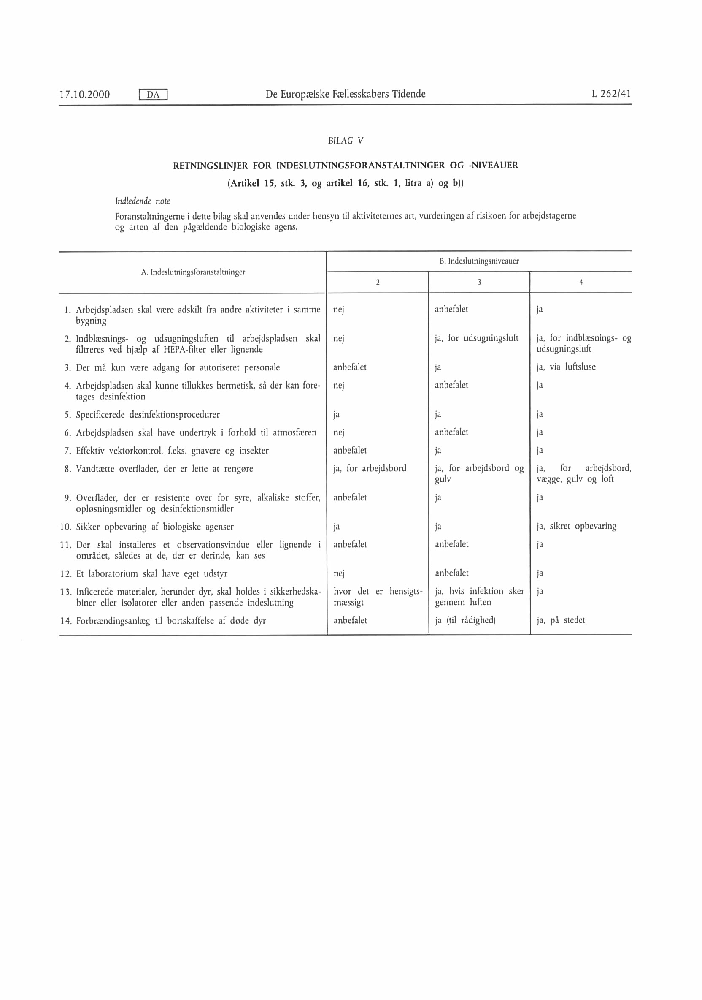 17.10.2000 DA De Europæiske Fællesskabers Tidende L 262/41
BILAG V
RETNINGSLINJER FOR INDESLUTNINGSFORANSTALTNINGER OG -NIVEAUER
(Artikel 15, stk. 3, og artikel 16, stk. 1, litra a) og b))
Indledende note
Foranstaltningerne i dette bilag skal anvendes under hensyn til aktiviteternes art, vurderingen af risikoen for arbejdstagerne
og arten af den pågældende biologiske agens.
A. Indeslutningsforanstaltninger
B. Indeslutningsniveauer
2 3 4
1. Arbejdspladsen skal være adskilt fra andre aktiviteter i samme nej anbefalet ja
bygning
2. Indblæsnings- og udsugningsluften til arbejdspladsen skal nej ja, for udsugningsluft ja, for indblæsnings- og
filtreres ved hjælp af HEPA-filter eller lignende udsugningsluft
3. Der må kun være adgang for autoriseret personale anbefalet ja ja, via luftsluse
4. Arbejdspladsen skal kunne tillukkes hermetisk, så der kan fore- nej anbefalet ja
tages desinfektion
5. Specificerede desinfektionsprocedurer ja ja ja
6. Arbejdspladsen skal have undertryk i forhold til atmosfæren nej anbefalet ja
7. Effektiv vektorkontrol, f.eks. gnavere og insekter anbefalet ja ja
8. Vandtætte overflader, der er lette at rengøre ja, for arbejdsbord ja, for arbejdsbord og ja, for arbejdsbord,
gulv vægge, gulv og loft
9. Overflader, der er resistente over for syre, alkaliske stoffer, anbefalet ja ja
opløsningsmidler og desinfektionsmidler
10. Sikker opbevaring af biologiske agenser ja ja ja, sikret opbevaring
11. Der skal installeres et observationsvindue eller lignende i anbefalet anbefalet ja
området, således at de, der er derinde, kan ses
12. Et laboratorium skal have eget udstyr nej anbefalet ja
13. Inficerede materialer, herunder dyr, skal holdes i sikkerhedska- hvor det er hensigts- ja, hvis infektion sker ja
biner eller isolatorer eller anden passende indeslutning mæssigt gennem luften
14. Forbrændingsanlæg til bortskaffelse af døde dyr anbefalet ja (til rådighed) ja, på stedet